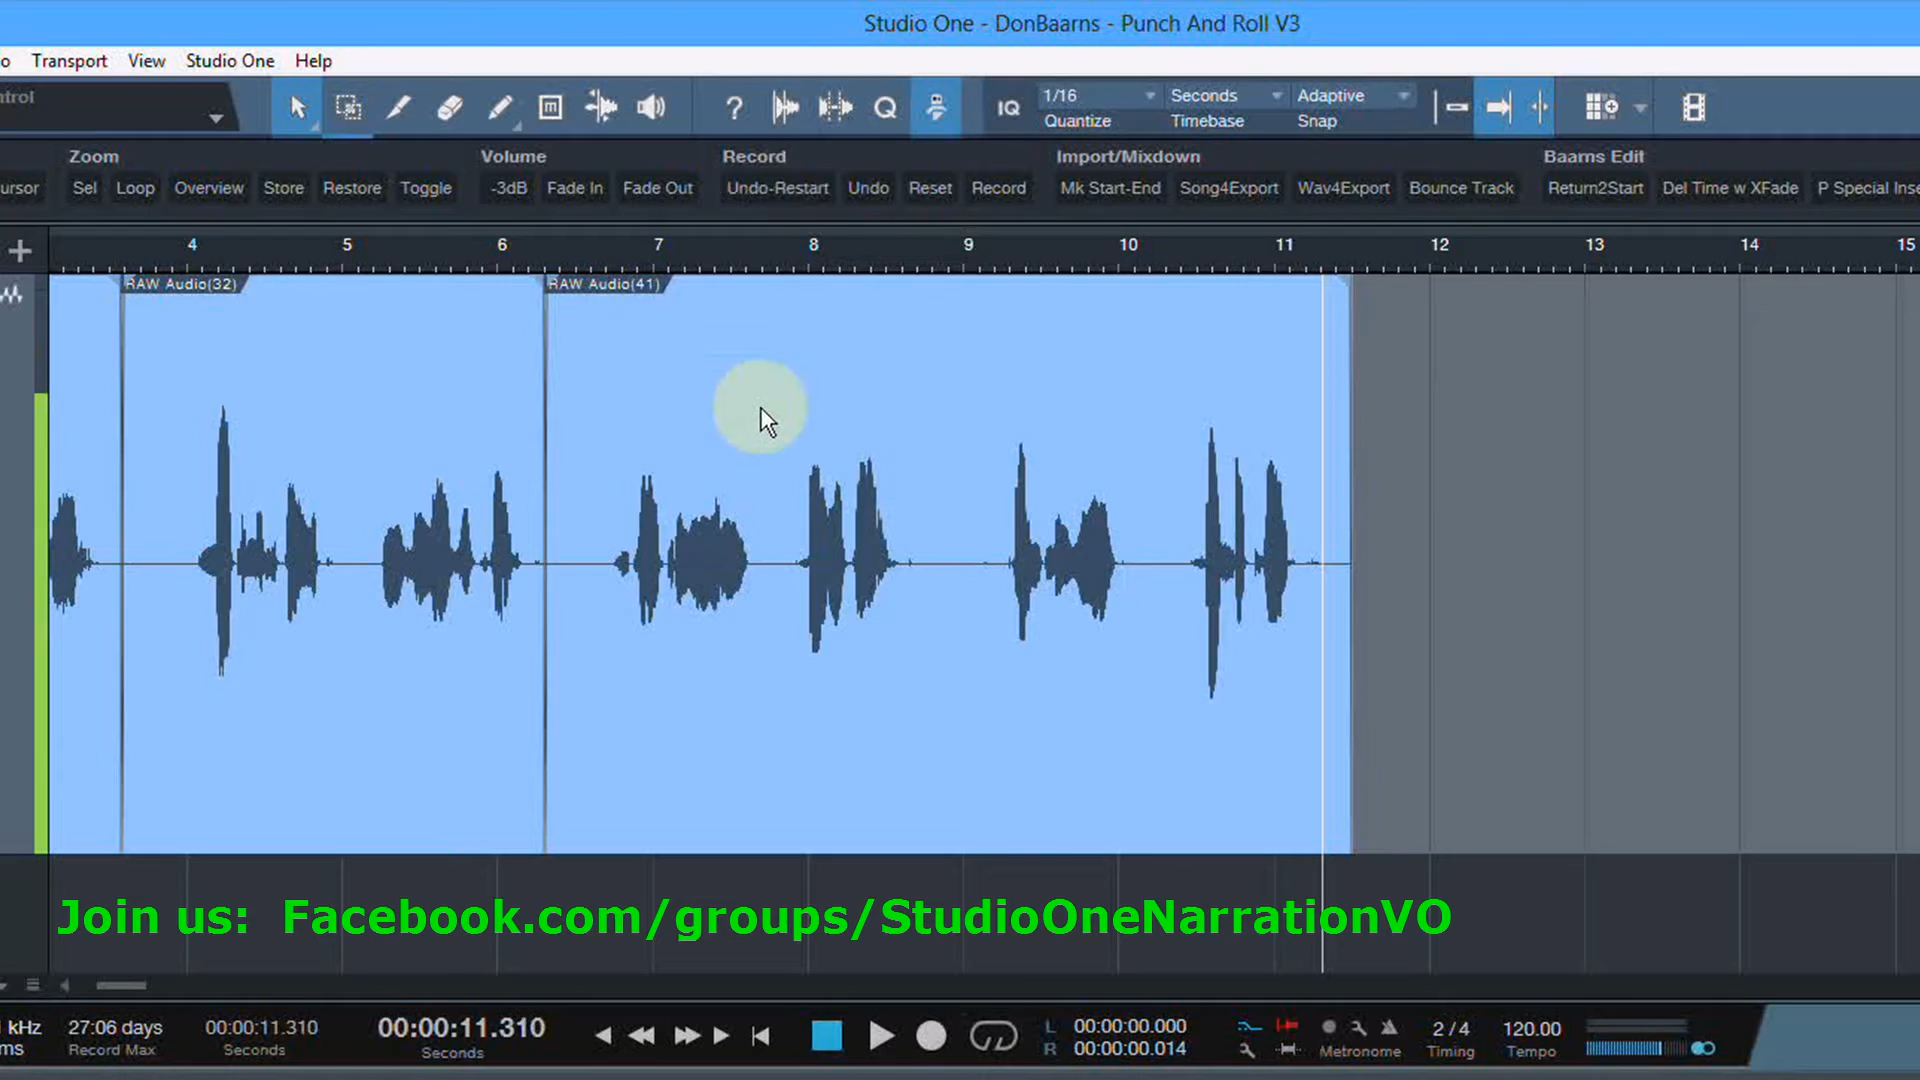 Studio One - DonBaarns - Punch And Roll V3
o Transport View Studio One Help
ntrol
1/16 Seconds Adaptive
IQ Quantize Timebase Snap
Zoom Volume Record Import/Mixdown Baarns Edit
ursor Sel Loop Overview Store Restore Toggle -3dB Fade In Fade Out Undo-Restart Undo Reset Record Mk Start-End Song4Export Wav4Export Bounce Track Return2Start Del Time w XFade P Special Inse
4 5 6 7 8 9 10 11 12 13 14 15
RAW Audio(32) RAW Audio(41)
Join us: Facebook.com/groups/StudioOneNarrationVO
kHz 27:06 days 00:00:11.310 00:00:11.310 L 00:00:00.000 2 / 4 120.00
ms Record Max Seconds Seconds R 00:00:00.014 Metronome Timing Tempo